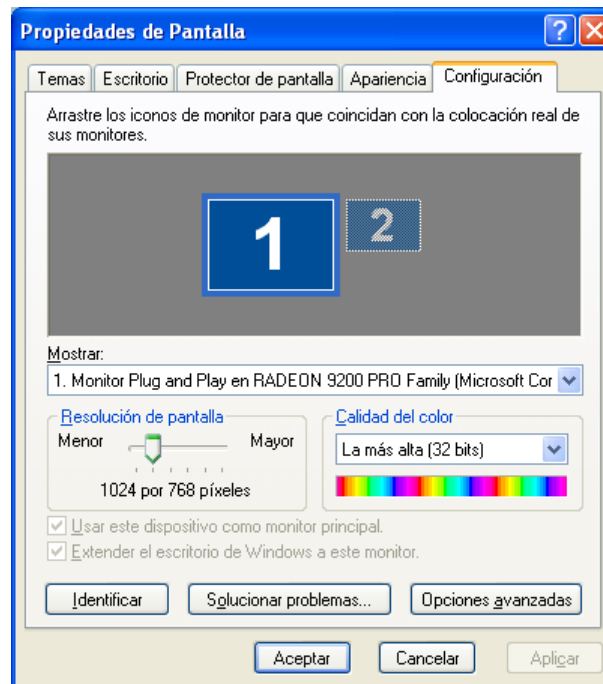 Propiedades de Pantalla
Temas Escritorio Protector de pantalla Apariencia Configuración
Arrastre los iconos de monitor para que coincidan con la colocación real de
sus monitores.
1 2
Mostrar:
1. Monitor Plug and Play en RADEON 9200 PRO Family (Microsoft Cor
Resolución de pantalla
Menor Mayor
1024 por 768 píxeles
Calidad del color
La más alta (32 bits)
Usar este dispositivo como monitor principal.
Extender el escritorio de Windows a este monitor.
Identificar Solucionar problemas... Opciones avanzadas
Aceptar Cancelar Aplicar